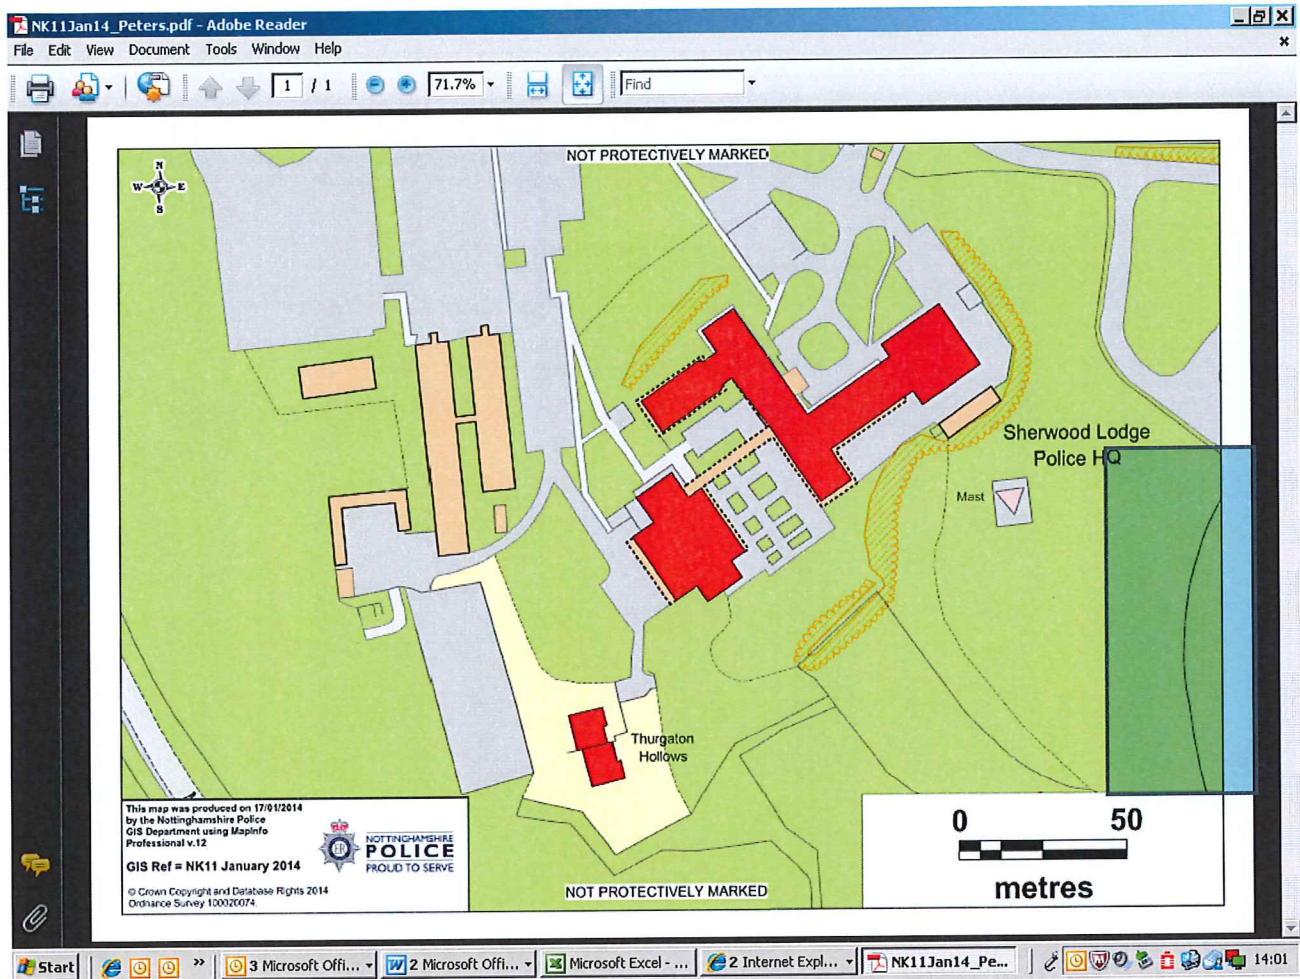 NK11Jan14_Peters.pdf - Adobe Reader
File Edit View Document Tools Window Help
1 / 1 71.7% Find
NOT PROTECTIVELY MARKED
N
W E
S
Sherwood Lodge
Police HQ
Mast
Thurgaton
Hollows
This map was produced on 17/01/2014
by the Nottinghamshire Police
GIS Department using MapInfo
Professional v.12
GIS Ref = NK11 January 2014
© Crown Copyright and Database Rights 2014
Ordnance Survey 100020074.
ER
NOTTINGHAMSHIRE
POLICE
PROUD TO SERVE
0 50
metres
NOT PROTECTIVELY MARKED
Start » 3 Microsoft Offi... 2 Microsoft Offi... Microsoft Excel - ... 2 Internet Expl... NK11Jan14_Pe... 14:01